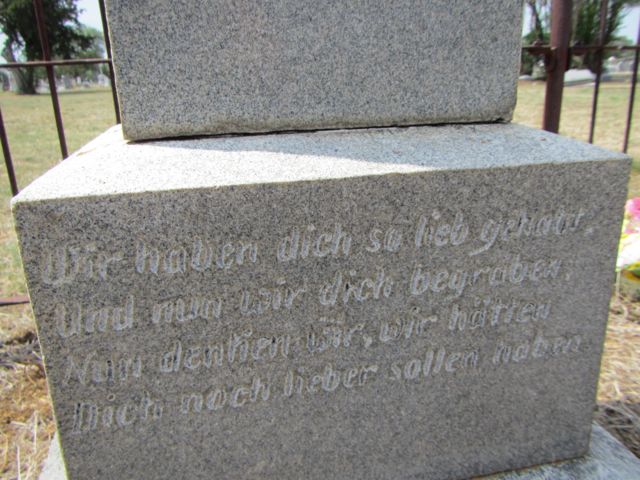 Wir haben dich so lieb gehabt.
Und nun wir dich begraben.
Nun denken wir, wir hätten
Dich noch lieber sollen haben